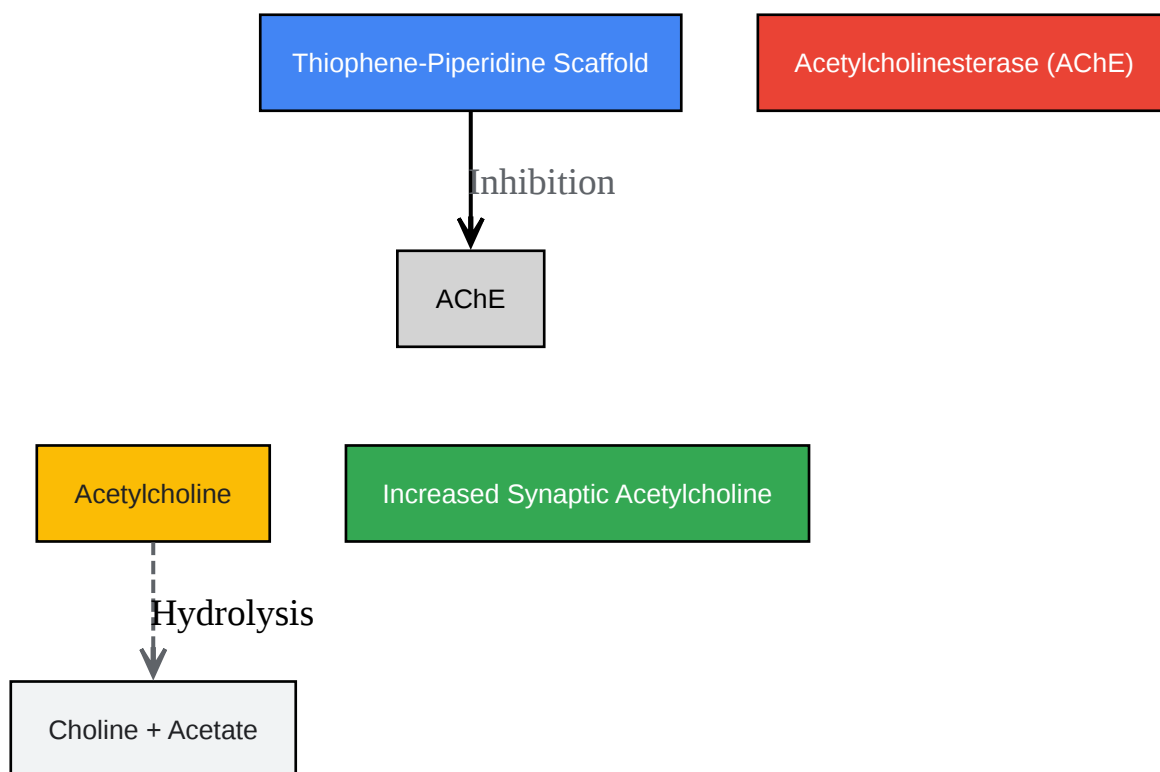 Thiophene-Piperidine Scaffold
Acetylcholinesterase (AChE)
Inhibition
AChE
Acetylcholine
Increased Synaptic Acetylcholine
Hydrolysis
Choline + Acetate